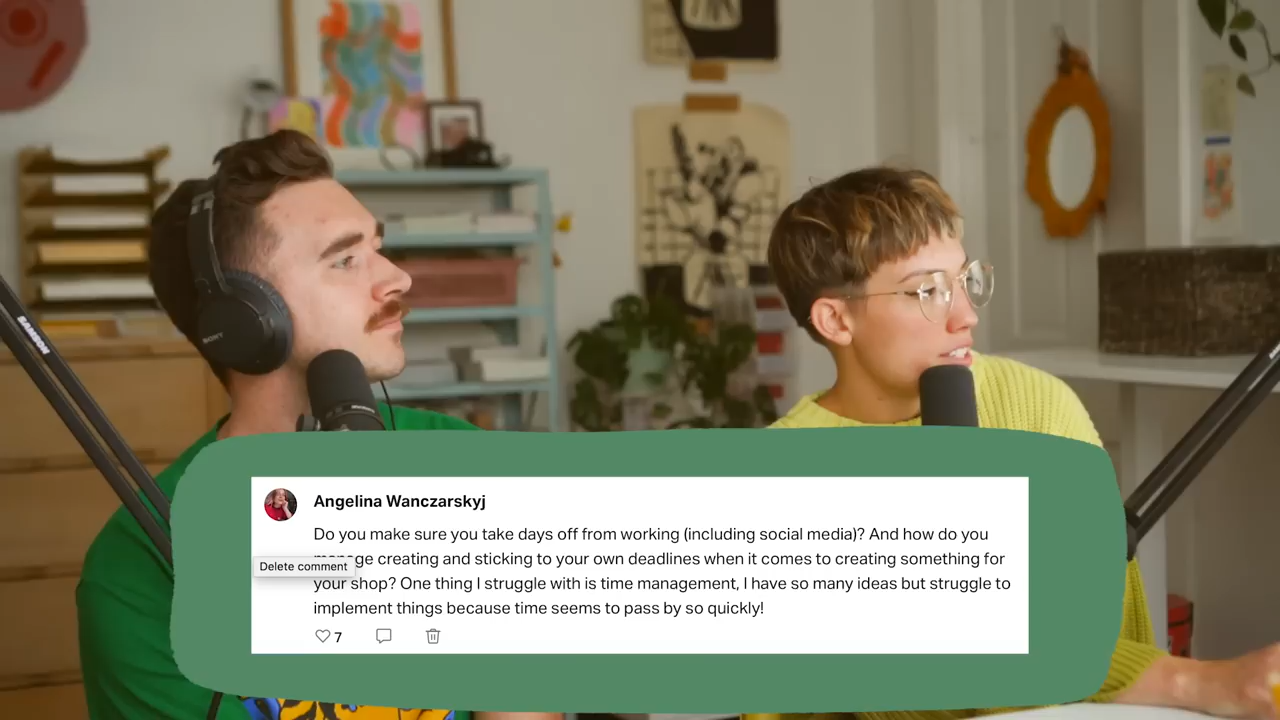 SAMSON
SONY
Angelina Wanczarskyj
Do you make sure you take days off from working (including social media)? And how do you
manage creating and sticking to your own deadlines when it comes to creating something for
Delete comment
your shop? One thing I struggle with is time management, I have so many ideas but struggle to
implement things because time seems to pass by so quickly!
7